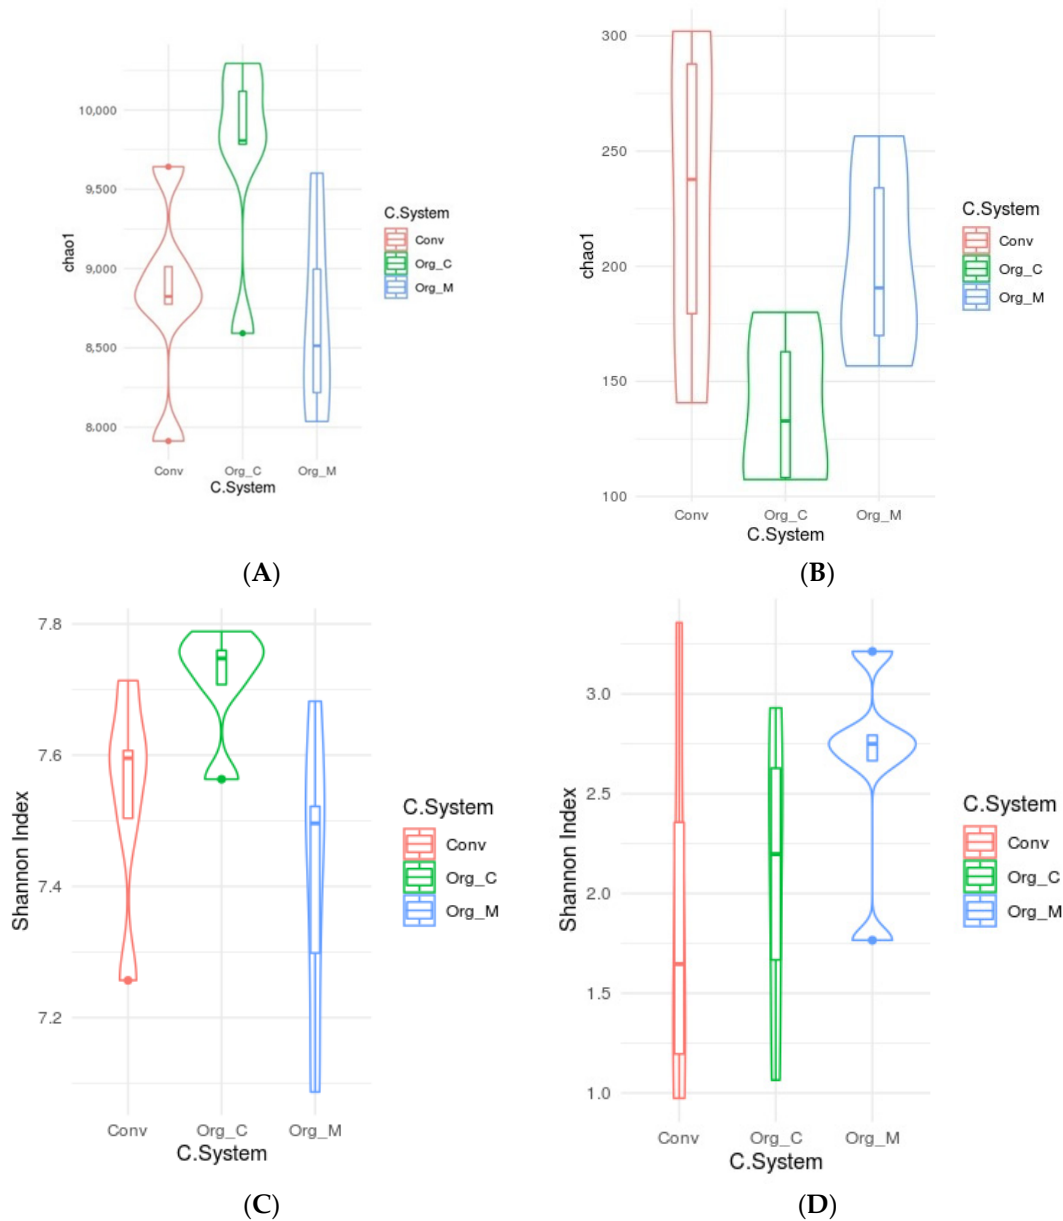 10,000
9,500
9,000
8,500
8,000
chao1
Conv
Org_C
Org_M
C.System
C.System
Conv
Org_C
Org_M
(A)
300
250
200
150
100
chao1
Conv
Org_C
Org_M
C.System
C.System
Conv
Org_C
Org_M
(B)
7.8
7.6
7.4
7.2
Shannon Index
Conv
Org_C
Org_M
C.System
C.System
Conv
Org_C
Org_M
(C)
3.0
2.5
2.0
1.5
1.0
Shannon Index
Conv
Org_C
Org_M
C.System
C.System
Conv
Org_C
Org_M
(D)